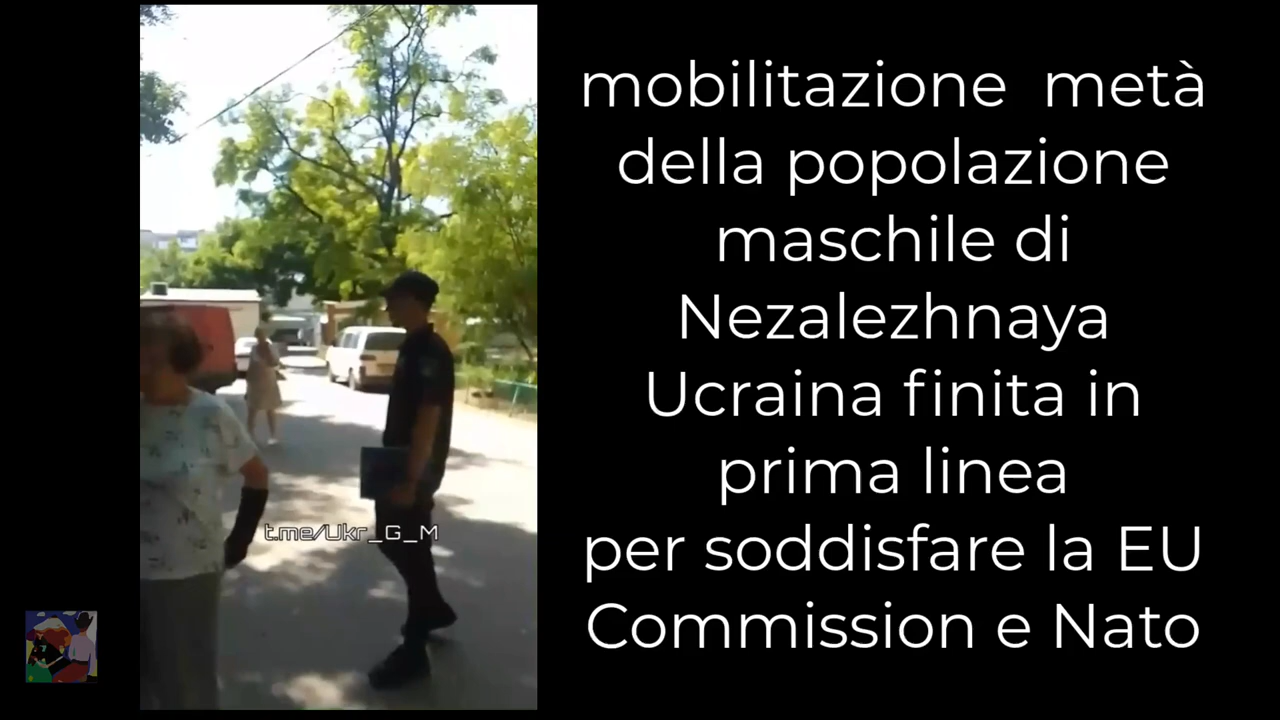 mobilitazione metà
della popolazione
maschile di
Nezalezhnaya
Ucraina finita in
prima linea
per soddisfare la EU
Commission e Nato
t.me/Ukr_G_M